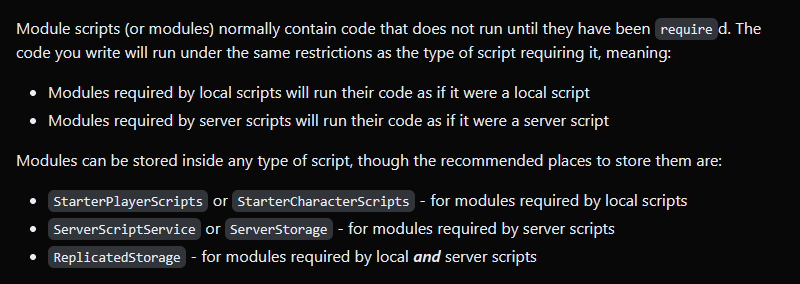 Module scripts (or modules) normally contain code that does not run until they have been required. The
code you write will run under the same restrictions as the type of script requiring it, meaning:
• Modules required by local scripts will run their code as if it were a local script
• Modules required by server scripts will run their code as if it were a server script
Modules can be stored inside any type of script, though the recommended places to store them are:
• StarterPlayerScripts or StarterCharacterScripts - for modules required by local scripts
• ServerScriptService or ServerStorage - for modules required by server scripts
• ReplicatedStorage - for modules required by local and server scripts